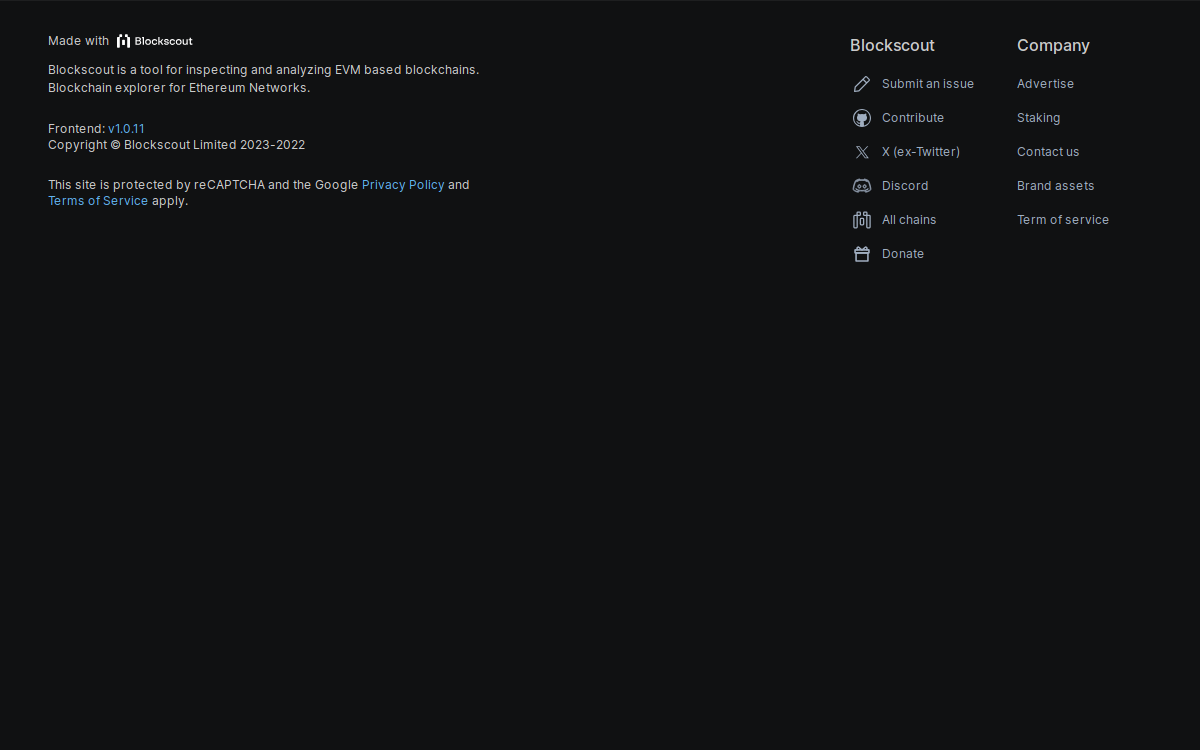 Made with Blockscout
Blockscout is a tool for inspecting and analyzing EVM based blockchains.
Blockchain explorer for Ethereum Networks.
Frontend: v1.0.11
Copyright © Blockscout Limited 2023-2022
This site is protected by reCAPTCHA and the Google Privacy Policy and
Terms of Service apply.
Blockscout
Submit an issue
Contribute
X (ex-Twitter)
Discord
All chains
Donate
Company
Advertise
Staking
Contact us
Brand assets
Term of service